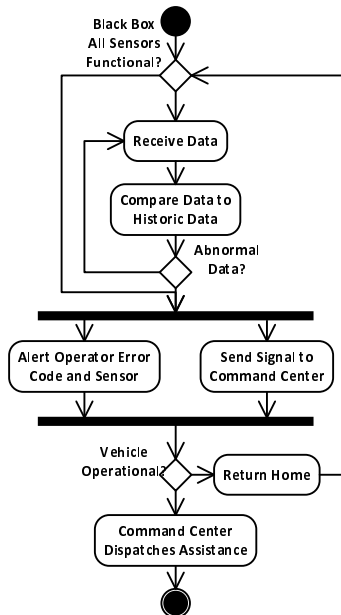 Black Box
All Sensors
Functional?
Receive Data
Compare Data to
Historic Data
Abnormal
Data?
Alert Operator Error
Code and Sensor
Send Signal to
Command Center
Vehicle
Operational?
Return Home
Command Center
Dispatches Assistance